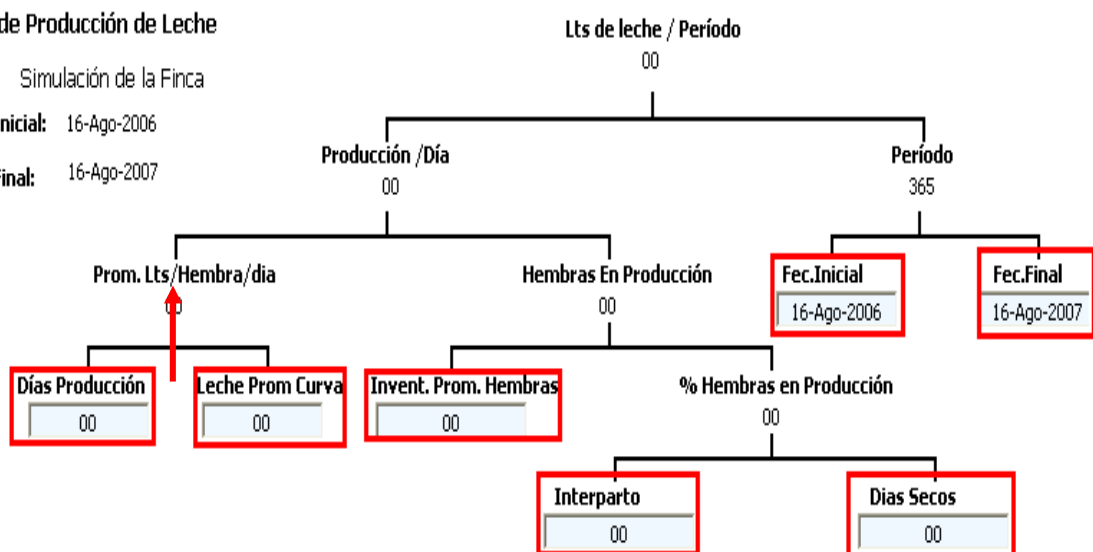 de Producción de Leche
Simulación de la Finca
nicial: 16-Ago-2006
inal: 16-Ago-2007
Lts de leche / Período
00
Producción /Día
00
Período
365
Prom. Lts/Hembra/dia
00
Hembras En Producción
00
Fec.Inicial
16-Ago-2006
Fec.Final
16-Ago-2007
Días Producción
00
Leche Prom Curva
00
Invent. Prom. Hembras
00
% Hembras en Producción
00
Interparto
00
Dias Secos
00